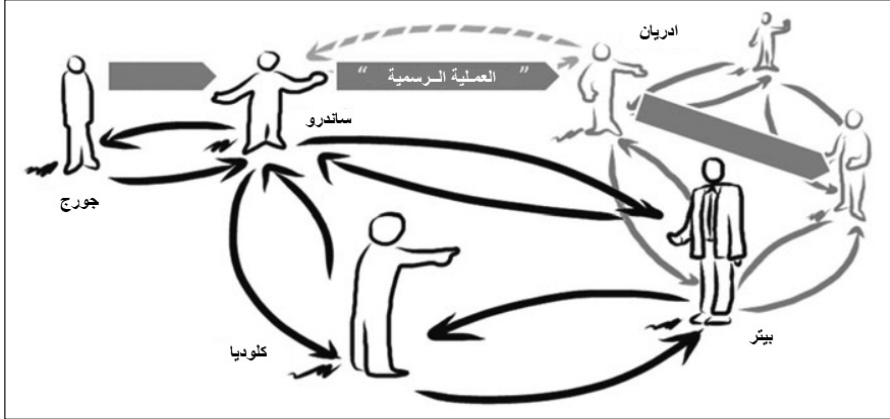 ادريان
" العملية الرسمية "
ساندرو
جورج
كلوديا
بيتر